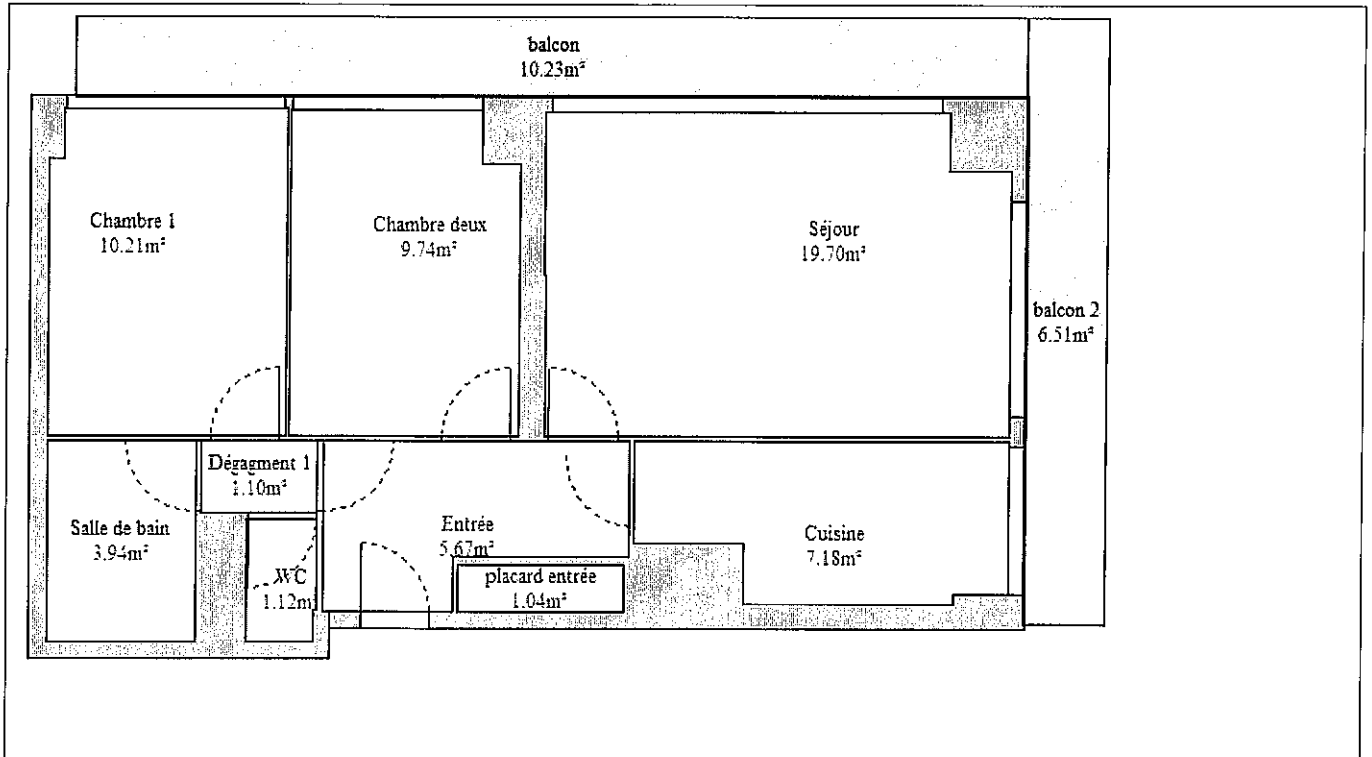 balcon
10.23m²
Chambre 1
10.21m²
Chambre deux
9.74m²
Séjour
19.70m²
balcon 2
6.51m²
Dégagment 1
1.10m²
Salle de bain
3.94m²
Entrée
5.67m²
Cuisine
7.18m²
WC
1.12m
placard entrée
1.04m²